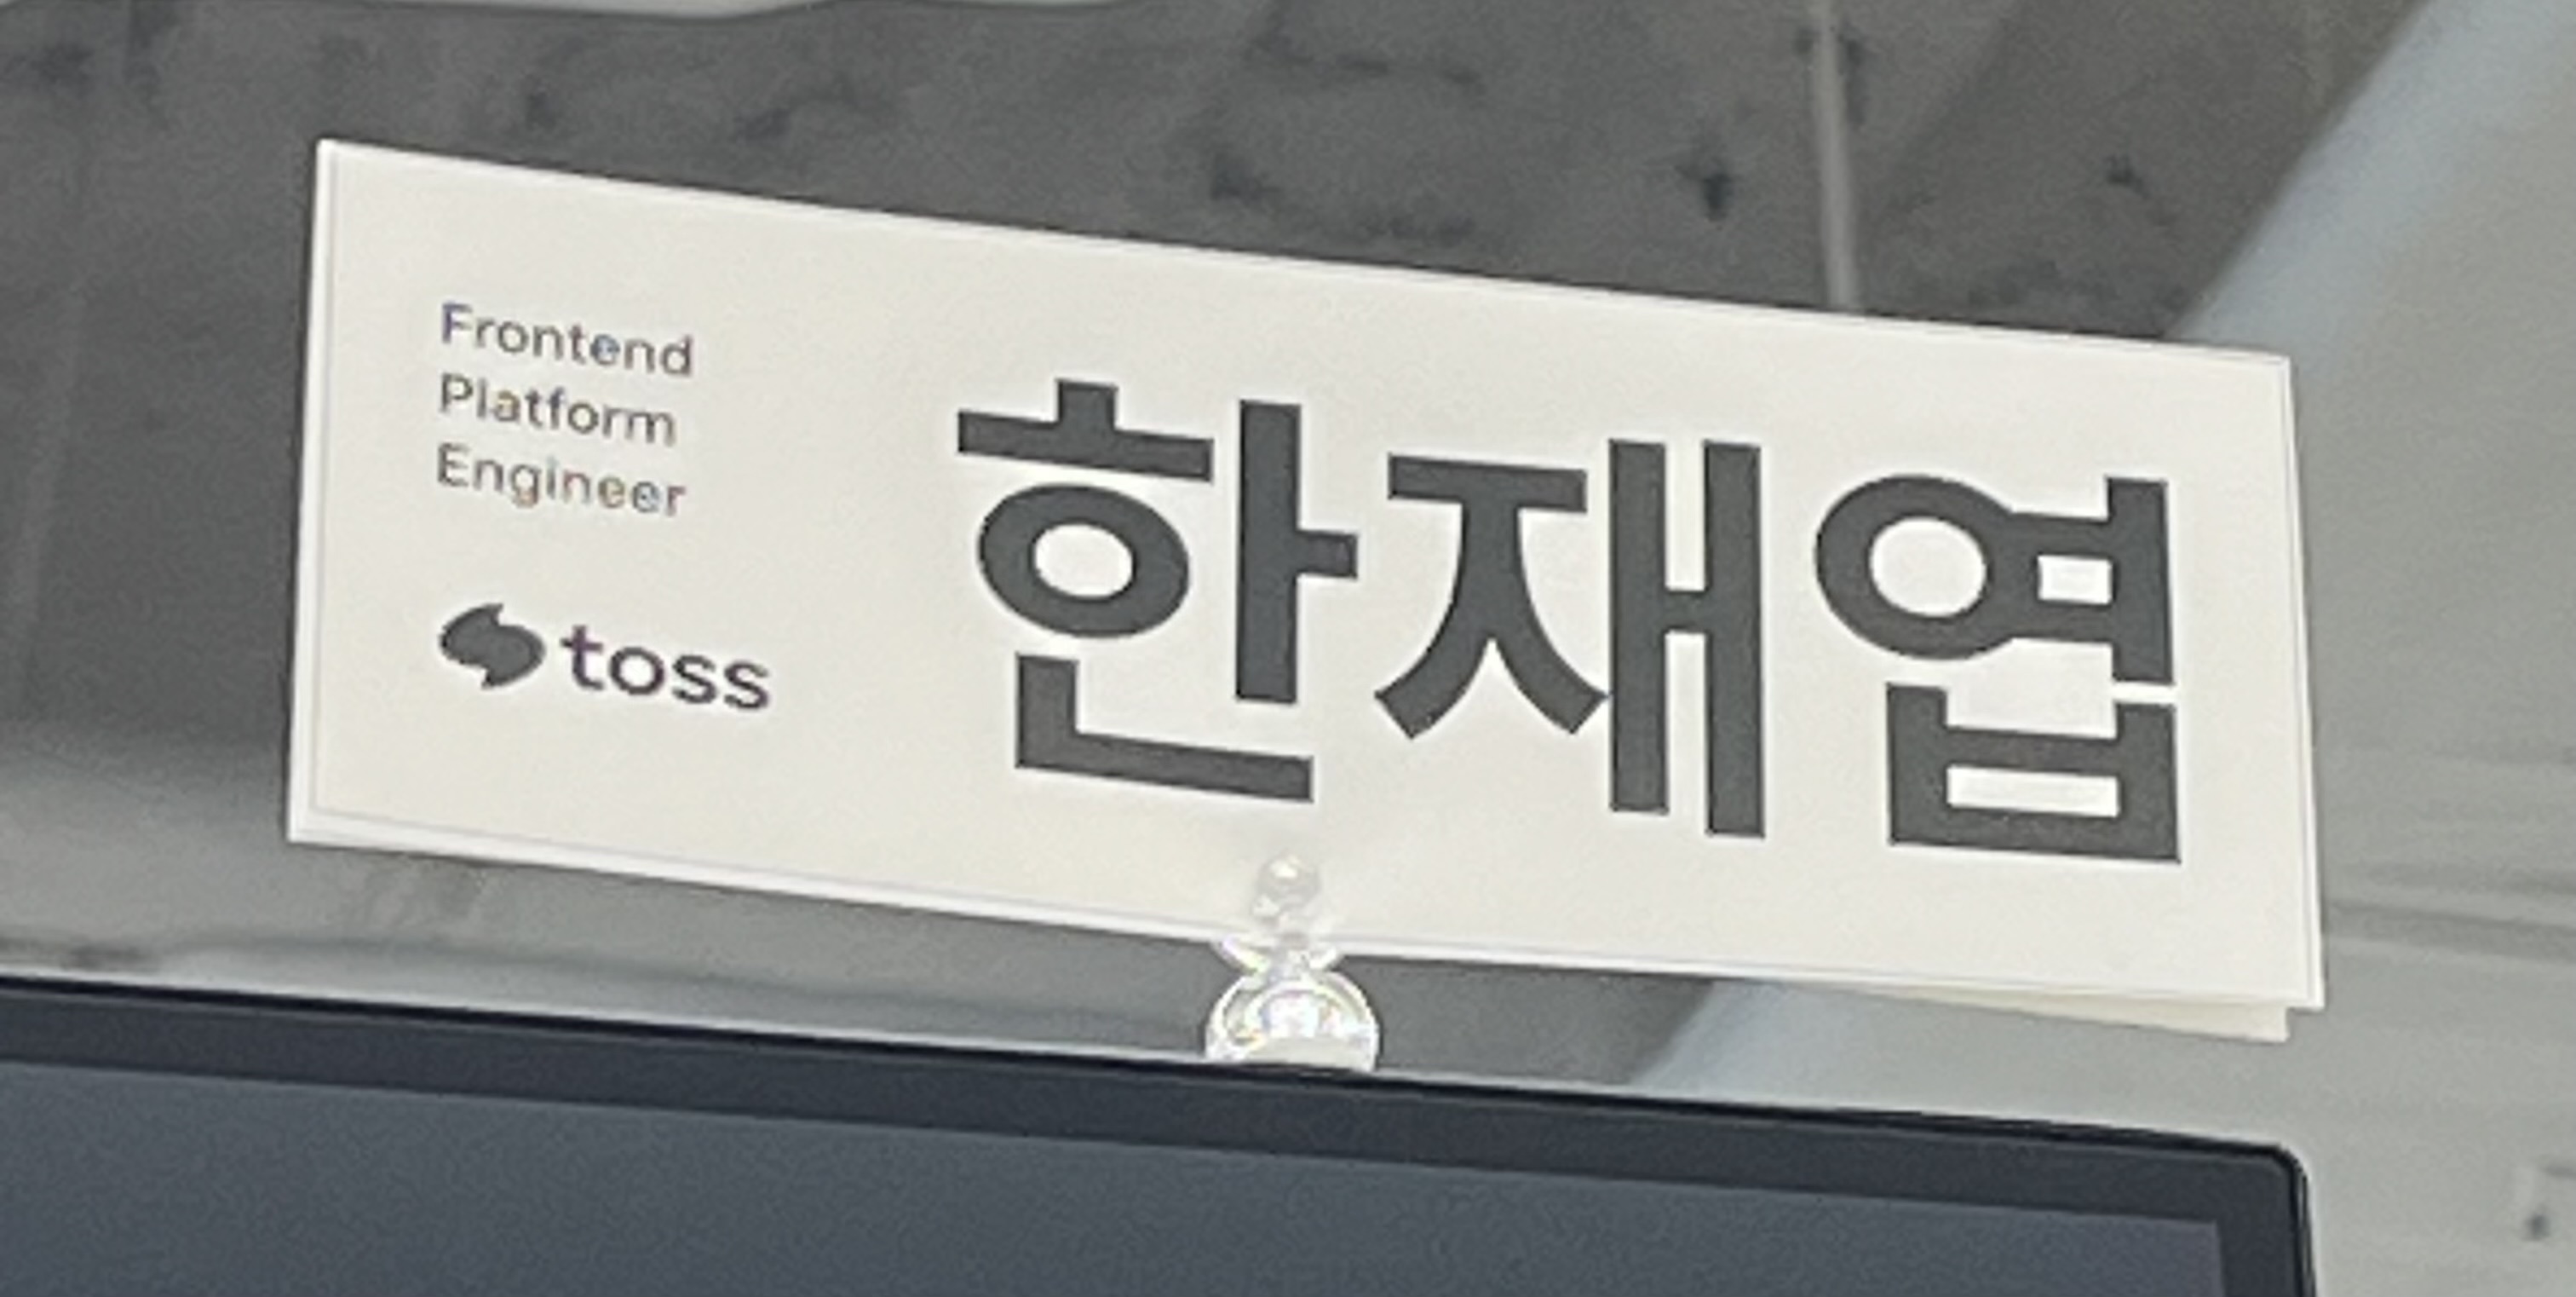 Frontend
Platform
Engineer
toss
한재엽